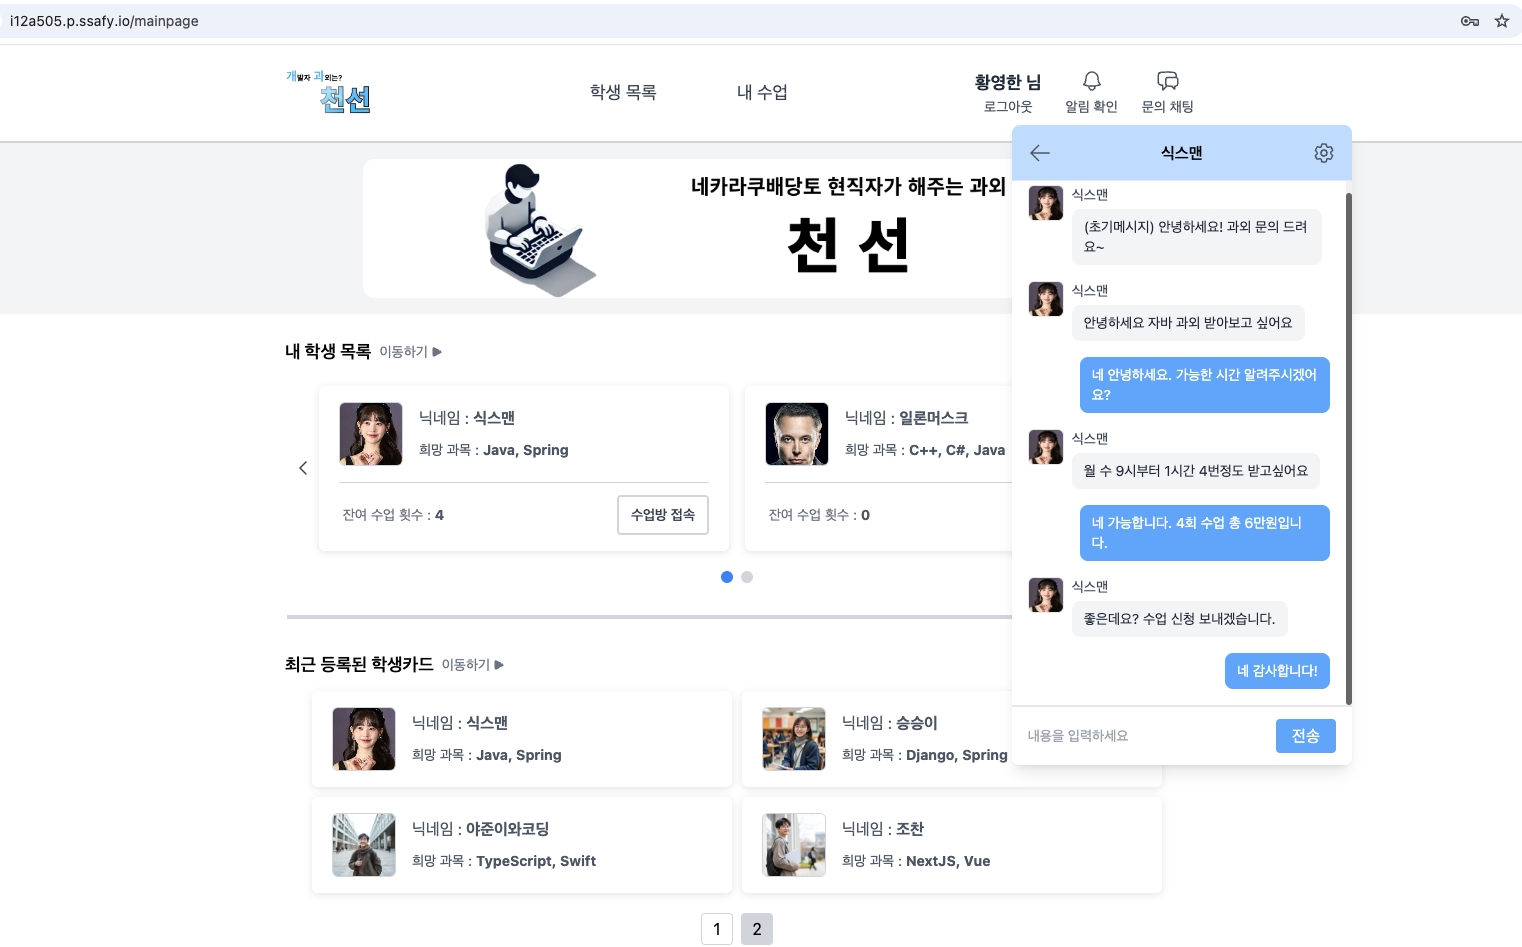 i12a505.p.ssafy.io/mainpage
개발자 과외는?
천선
학생 목록
내 수업
황영한 님
로그아웃
알림 확인
문의 채팅
네카라쿠배당토 현직자가 해주는 과외
천 선
내 학생 목록 이동하기 ▶
닉네임 : 식스맨
희망 과목 : Java, Spring
잔여 수업 횟수 : 4
수업방 접속
닉네임 : 일론머스크
희망 과목 : C++, C#, Java
잔여 수업 횟수 : 0
최근 등록된 학생카드 이동하기 ▶
닉네임 : 식스맨
희망 과목 : Java, Spring
닉네임 : 승승이
희망 과목 : Django, Spring
닉네임 : 야준이와코딩
희망 과목 : TypeScript, Swift
닉네임 : 조찬
희망 과목 : NextJS, Vue
1
2
식스맨
식스맨
(초기메시지) 안녕하세요! 과외 문의 드려
요~
식스맨
안녕하세요 자바 과외 받아보고 싶어요
네 안녕하세요. 가능한 시간 알려주시겠어
요?
식스맨
월 수 9시부터 1시간 4번정도 받고싶어요
네 가능합니다. 4회 수업 총 6만원입니
다.
식스맨
좋은데요? 수업 신청 보내겠습니다.
네 감사합니다!
내용을 입력하세요
전송